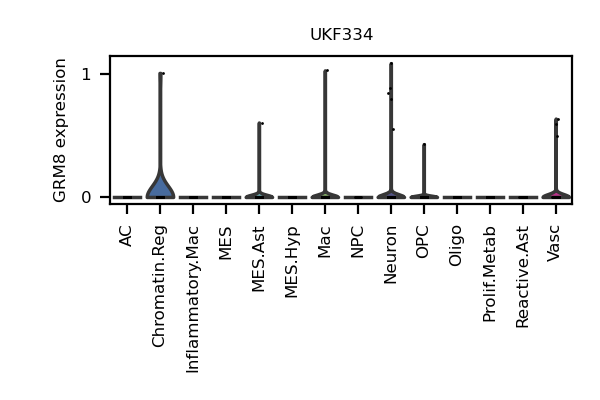 UKF334
GRM8 expression
1
0
AC
Chromatin.Reg
Inflammatory.Mac
MES
MES.Ast
MES.Hyp
Mac
NPC
Neuron
OPC
Oligo
Prolif.Metab
Reactive.Ast
Vasc